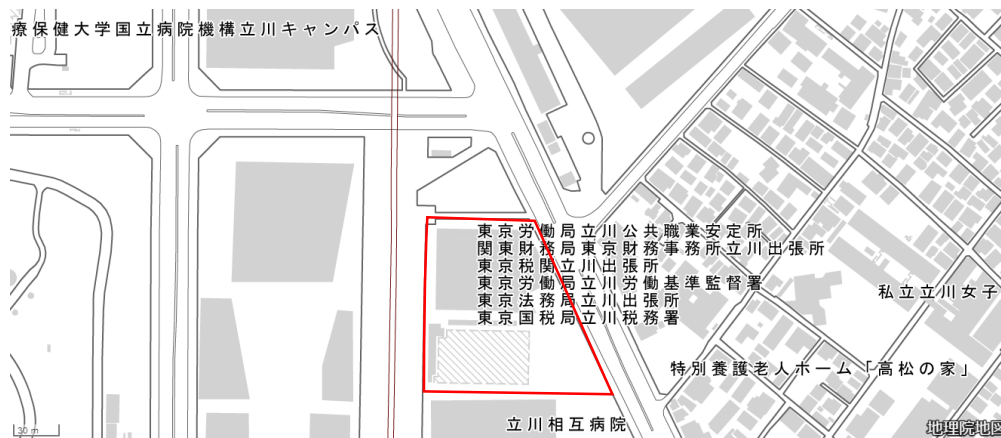 療保健大学国立病院機構立川キャンパス
東京労働局立川公共職業安定所
関東財務局東京財務事務所立川出張所
東京税関立川出張所
東京労働局立川労働基準監督署
東京法務局立川出張所
東京国税局立川税務署
私立立川女子
特別養護老人ホーム「高松の家」
立川相互病院
30 m
地理院地図